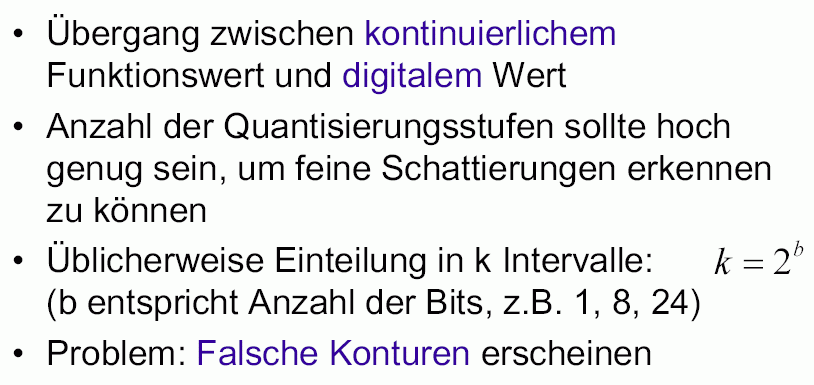 • Übergang zwischen kontinuierlichem
Funktionswert und digitalem Wert
• Anzahl der Quantisierungsstufen sollte hoch
genug sein, um feine Schattierungen erkennen
zu können
• Üblicherweise Einteilung in k Intervalle: k = 2^b
(b entspricht Anzahl der Bits, z.B. 1, 8, 24)
• Problem: Falsche Konturen erscheinen